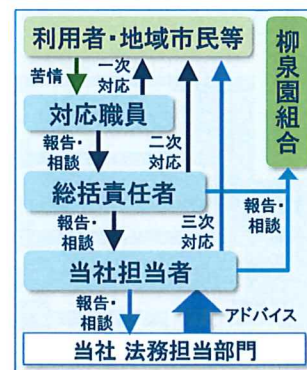 利用者・地域市民等
柳泉園組合
苦情
一次
対応
対応職員
報告・
相談
二次
対応
総括責任者
報告・
相談
三次
対応
報告・
相談
当社担当者
報告・
相談
アドバイス
当社 法務担当部門